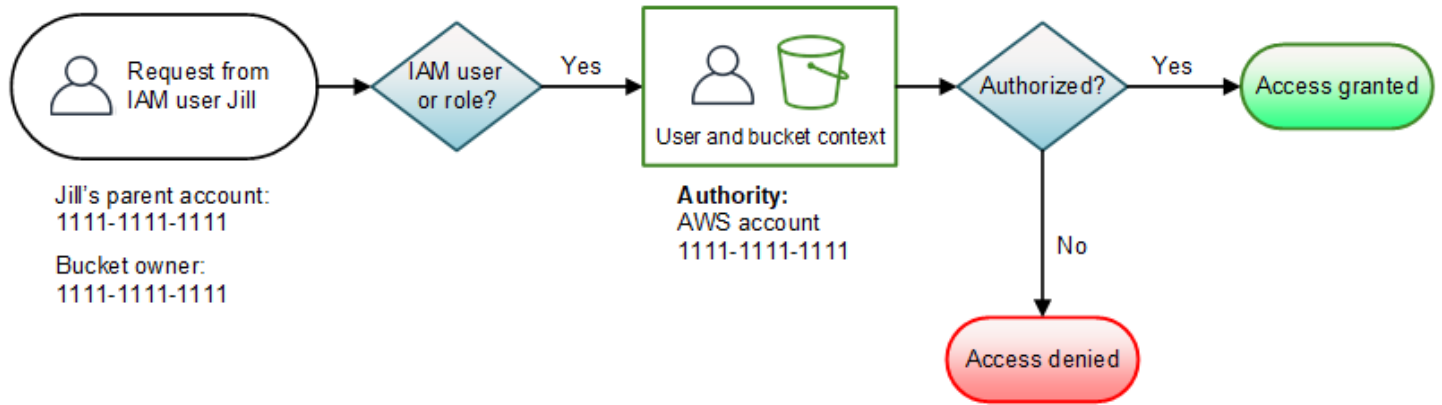 Request from
IAM user Jill
IAM user
or role?
Yes
User and bucket context
Authorized?
Yes
Access granted
Jill's parent account:
1111-1111-1111
Bucket owner:
1111-1111-1111
Authority:
AWS account
1111-1111-1111
No
Access denied